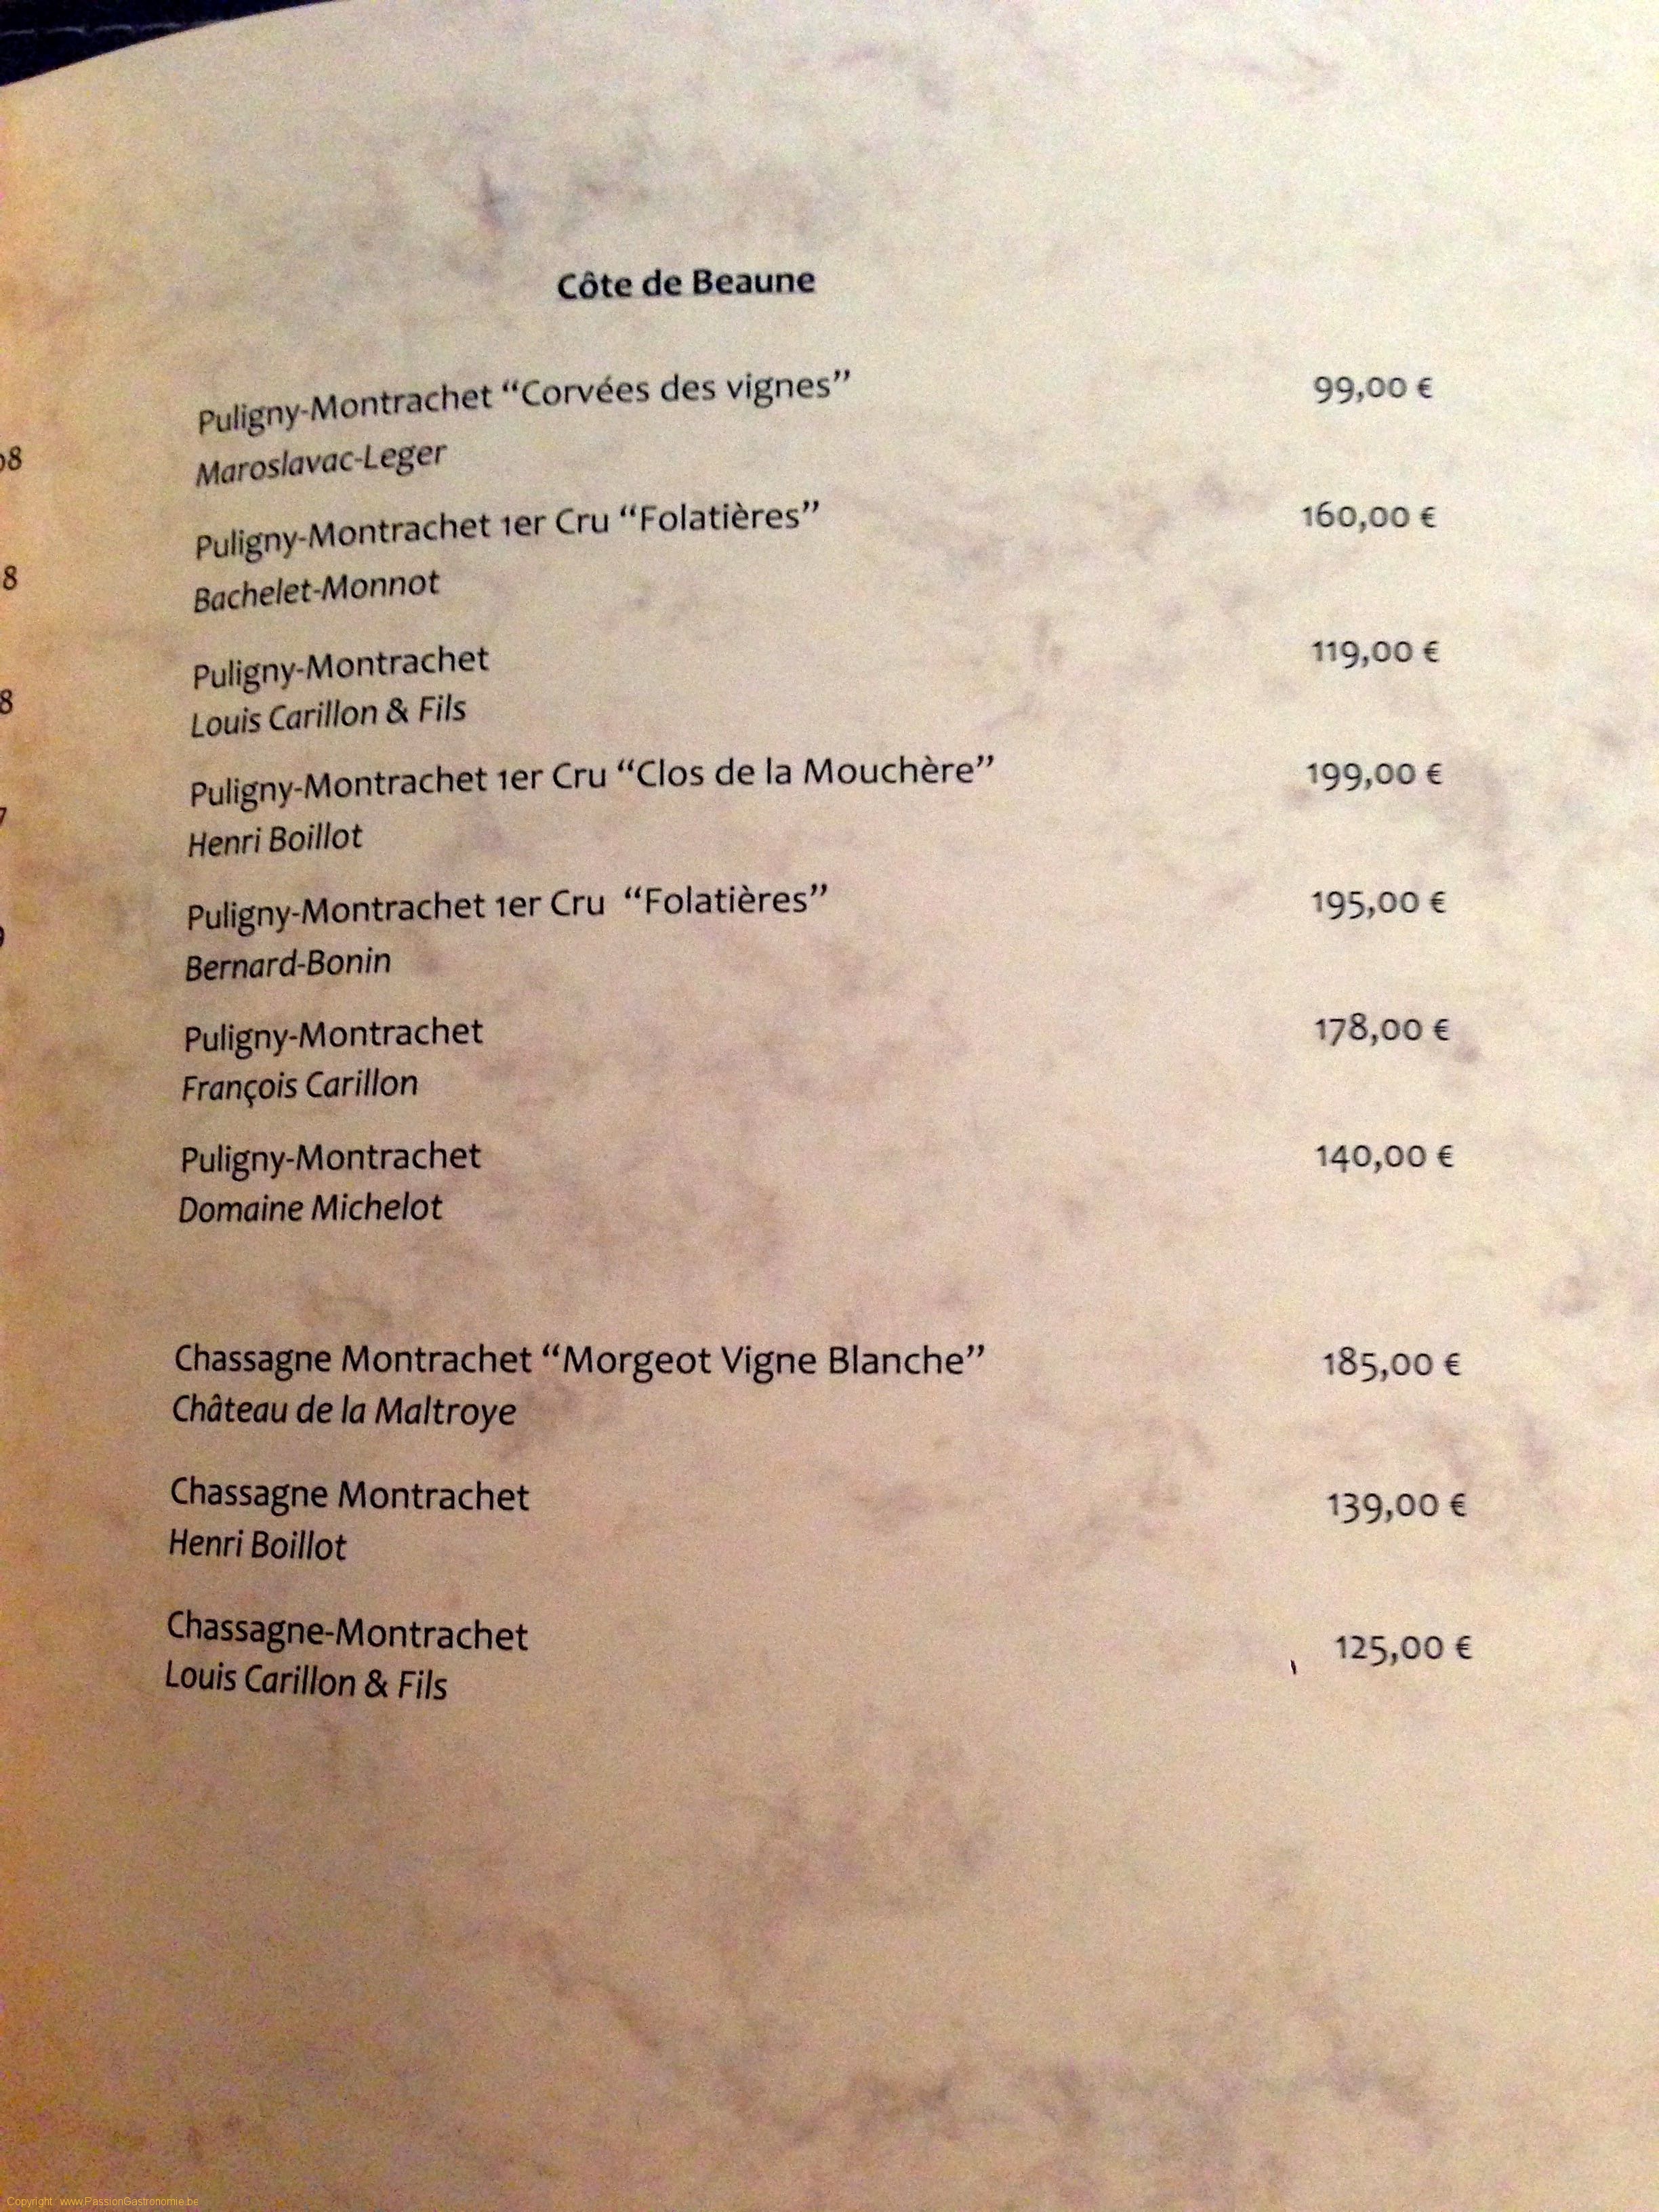 Côte de Beaune
Puligny-Montrachet “Corvées des vignes” 99,00 €
Maroslavac-Leger
Puligny-Montrachet 1er Cru “Folatières” 160,00 €
Bachelet-Monnot
Puligny-Montrachet 119,00 €
Louis Carillon & Fils
Puligny-Montrachet 1er Cru “Clos de la Mouchère” 199,00 €
Henri Boillot
Puligny-Montrachet 1er Cru “Folatières” 195,00 €
Bernard-Bonin
Puligny-Montrachet 178,00 €
François Carillon
Puligny-Montrachet 140,00 €
Domaine Michelot
Chassagne Montrachet “Morgeot Vigne Blanche” 185,00 €
Château de la Maltroye
Chassagne Montrachet 139,00 €
Henri Boillot
Chassagne-Montrachet 125,00 €
Louis Carillon & Fils
Copyright : www.PassionGastronomie.be